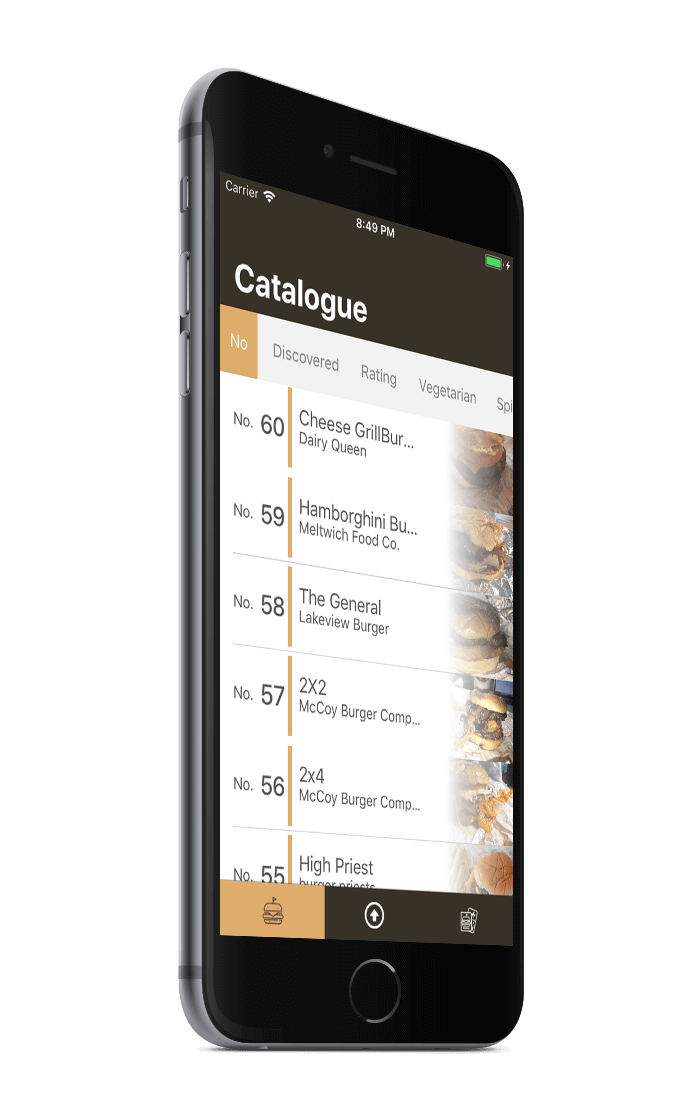 Carrier
8:49 PM
Catalogue
No Discovered Rating Vegetarian Spi
No. 60 Cheese GrillBur...
Dairy Queen
No. 59 Hamborghini Bu...
Meltwich Food Co.
No. 58 The General
Lakeview Burger
No. 57 2X2
McCoy Burger Comp...
No. 56 2x4
McCoy Burger Comp...
No. 55 High Priest
burger priests